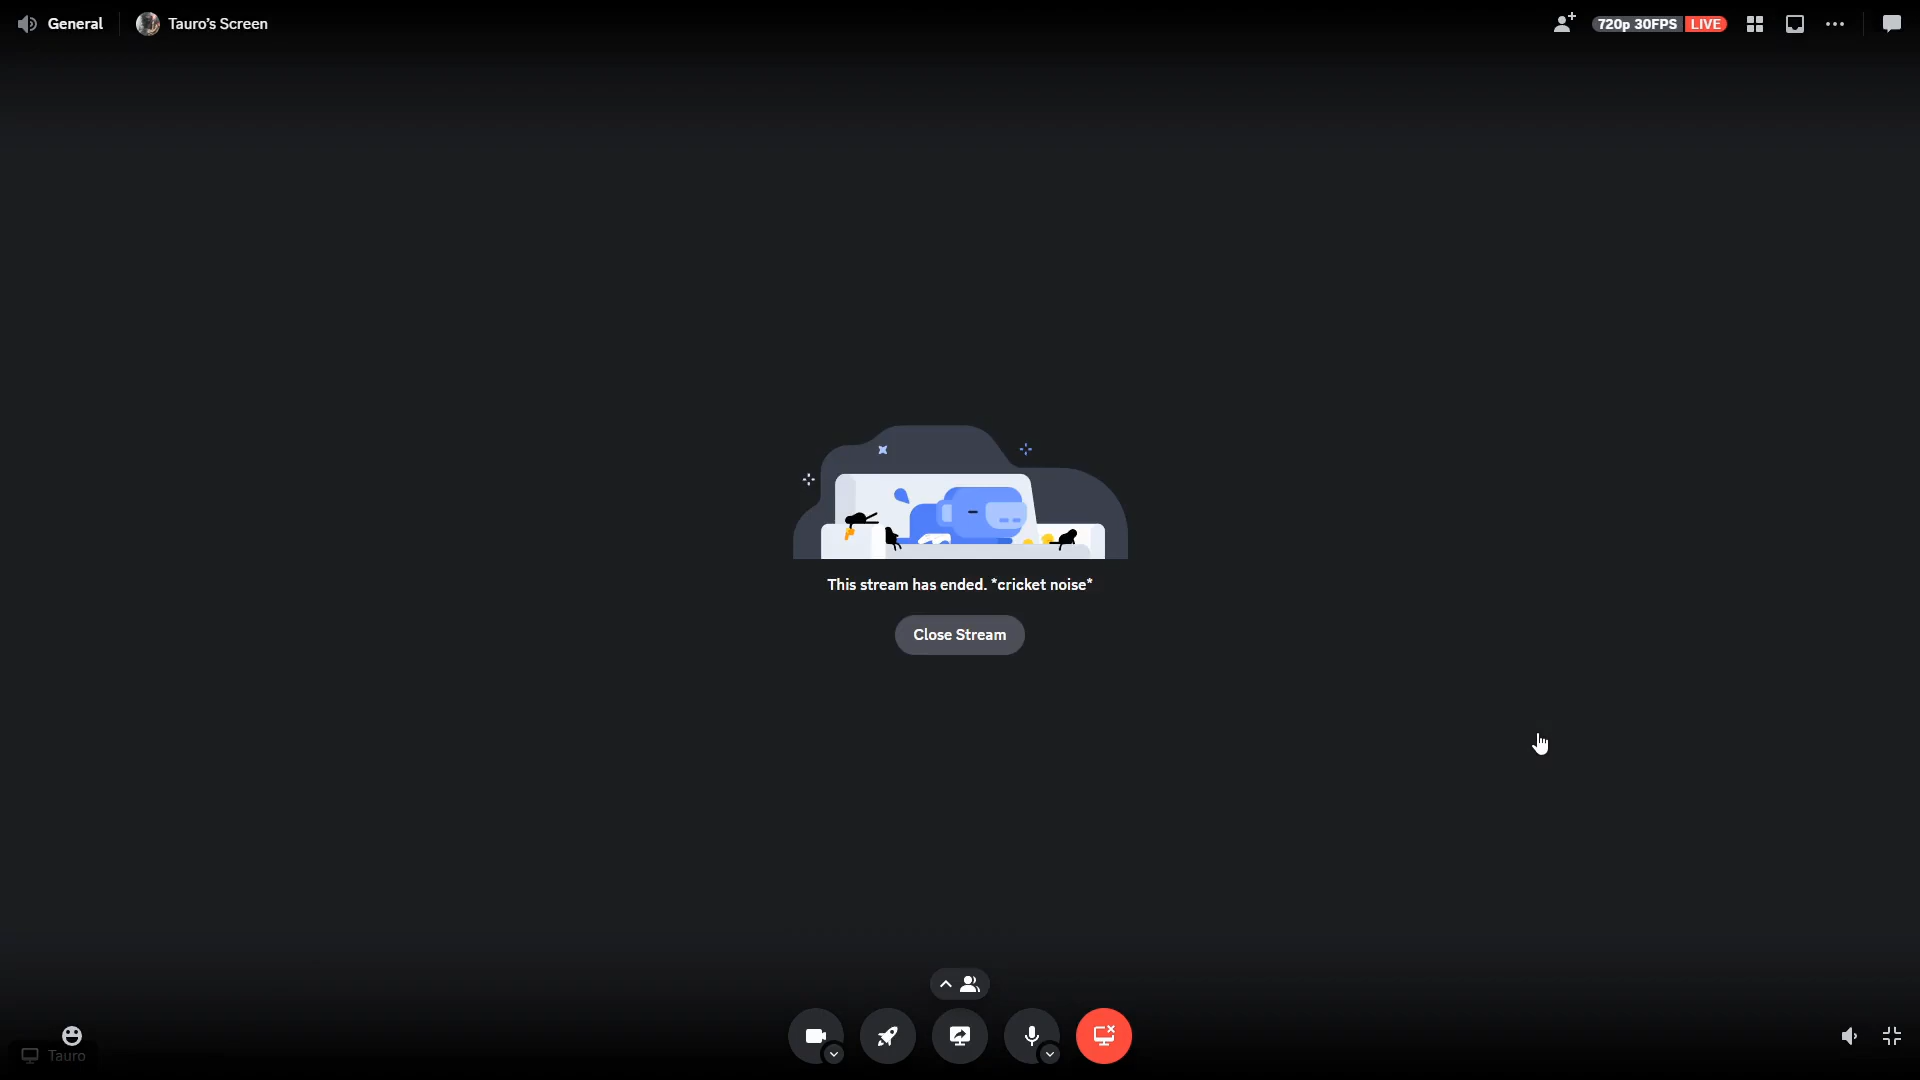 General
Tauro's Screen
720p 30FPS LIVE
This stream has ended. *cricket noise*
Close Stream
Tauro